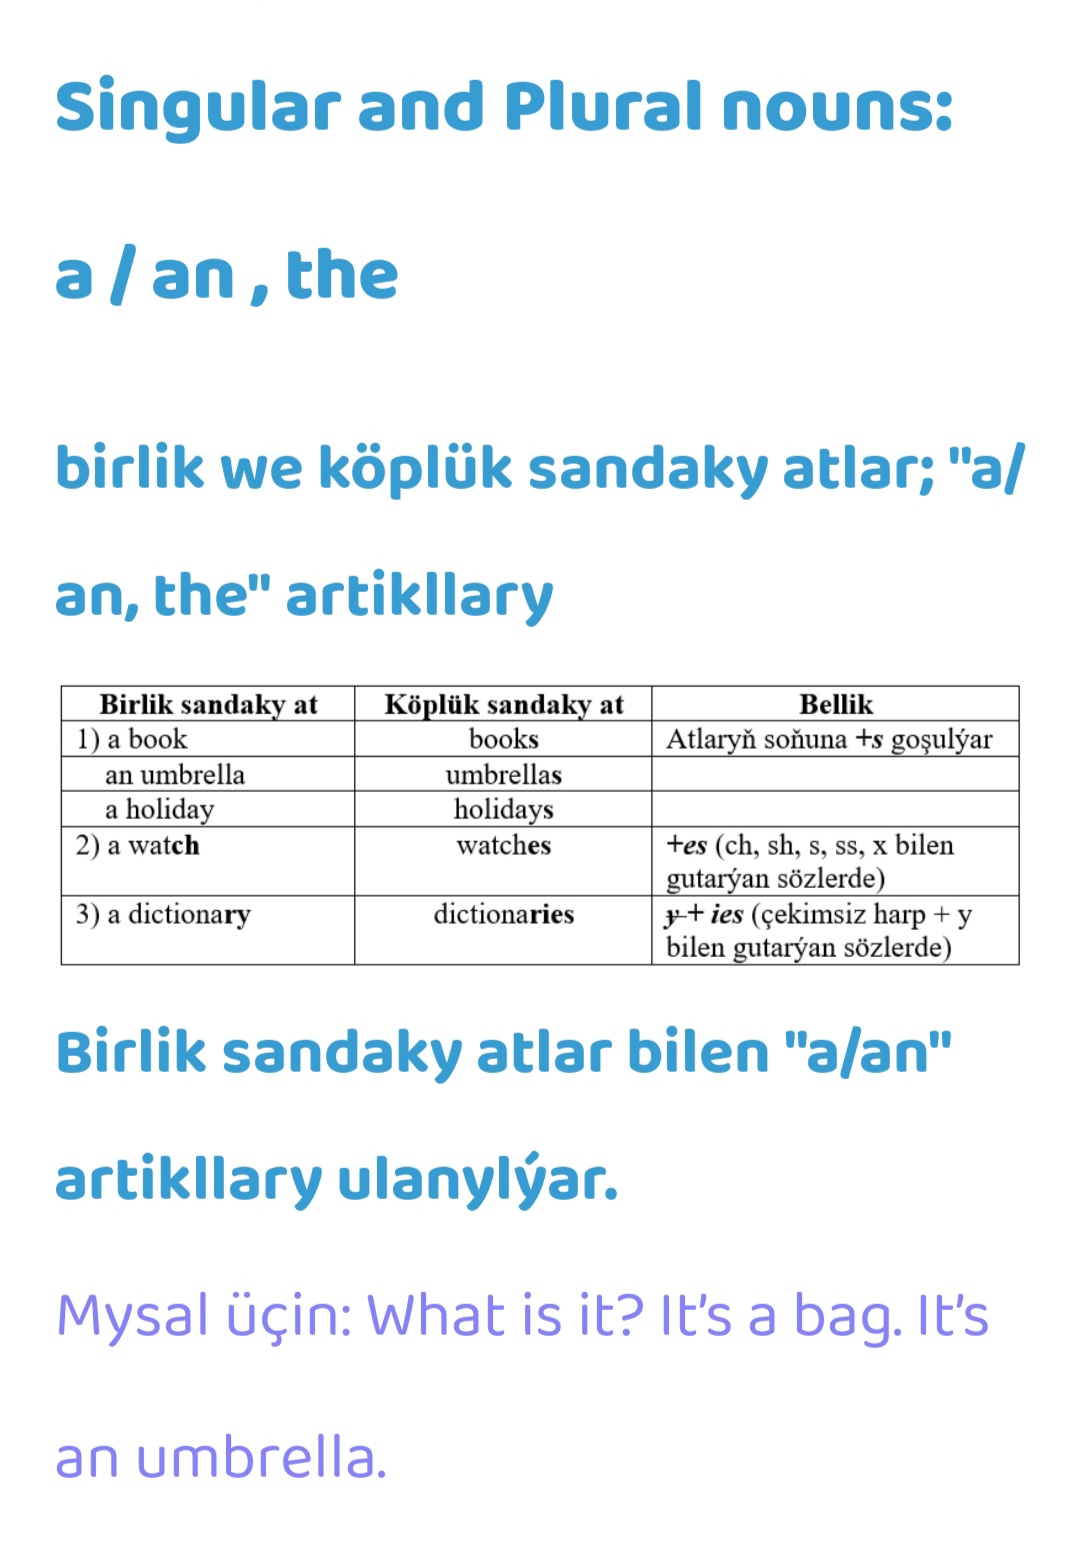 Singular and Plural nouns:
a / an , the
birlik we köplük sandaky atlar; "a/
an, the" artikllary
Birlik sandaky at Köplük sandaky at Bellik
1) a book books Atlaryň soňuna +s goşulýar
an umbrella umbrellas
a holiday holidays
2) a watch watches +es (ch, sh, s, ss, x bilen
gutarýan sözlerde)
3) a dictionary dictionaries y+ ies (çekimsiz harp + y
bilen gutarýan sözlerde)
Birlik sandaky atlar bilen "a/an"
artikllary ulanylýar.
Mysal üçin: What is it? It’s a bag. It’s
an umbrella.